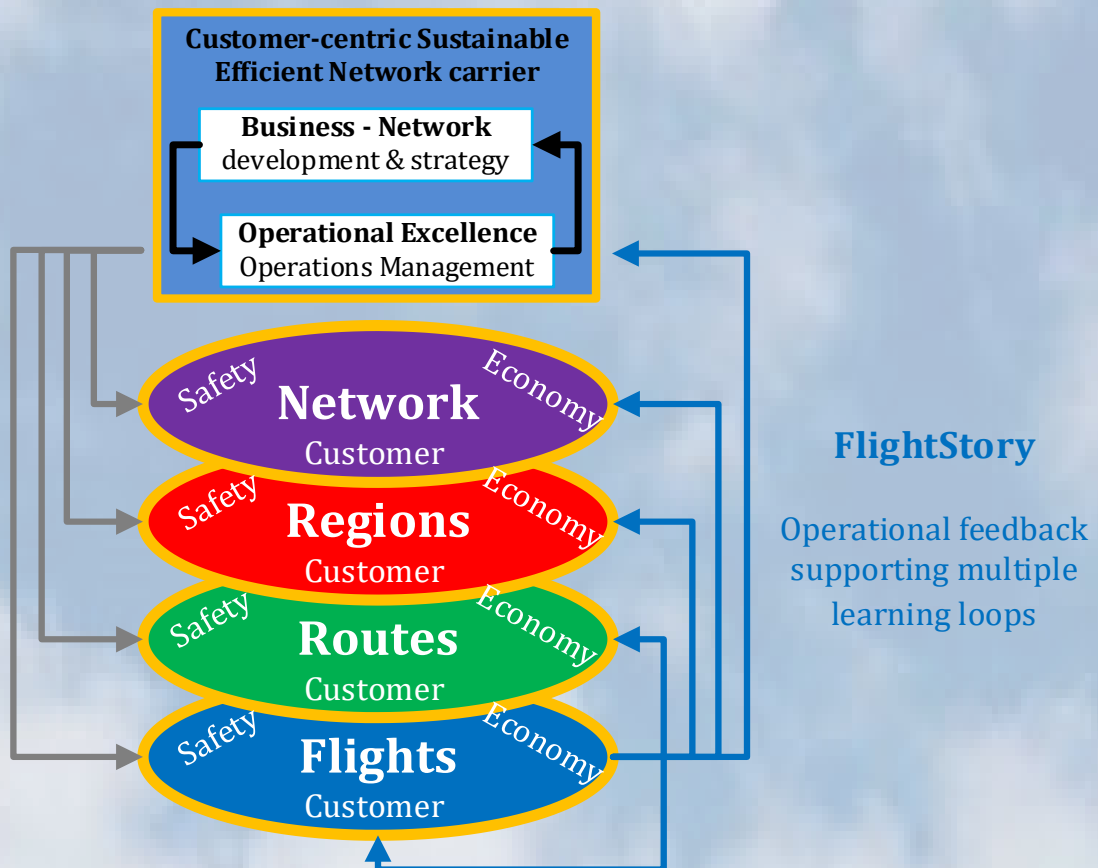 Customer-centric Sustainable
Efficient Network carrier
Business - Network
development & strategy
Operational Excellence
Operations Management
Safety
Economy
Network
Customer
Safety
Economy
Regions
Customer
Safety
Economy
Routes
Customer
Safety
Economy
Flights
Customer
FlightStory
Operational feedback
supporting multiple
learning loops